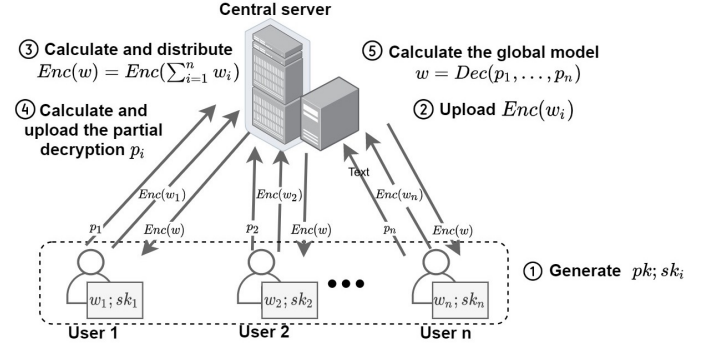 Central server
③ Calculate and distribute
Enc(w) = Enc(∑ⁿᵢ₌₁ wᵢ)
⑤ Calculate the global model
w = Dec(p₁, . . . , pₙ)
④ Calculate and
upload the partial
decryption pᵢ
② Upload Enc(wᵢ)
Text
Enc(w₁)
Enc(w₂)
Enc(wₙ)
p₁
Enc(w)
p₂
Enc(w)
pₙ
Enc(w)
① Generate pk; skᵢ
w₁; sk₁
w₂; sk₂
wₙ; skₙ
User 1
User 2
User n